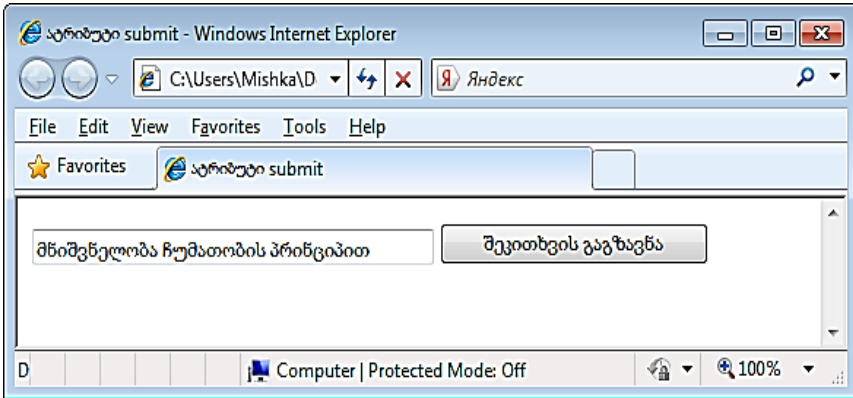 ატრიბუტი submit - Windows Internet Explorer
C:\Users\Mishka\D Яндекс
File Edit View Favorites Tools Help
Favorites ატრიბუტი submit
მნიშვნელობა ჩუმათობის პრინციპით შეკითხვის გაგზავნა
D Computer | Protected Mode: Off 100%